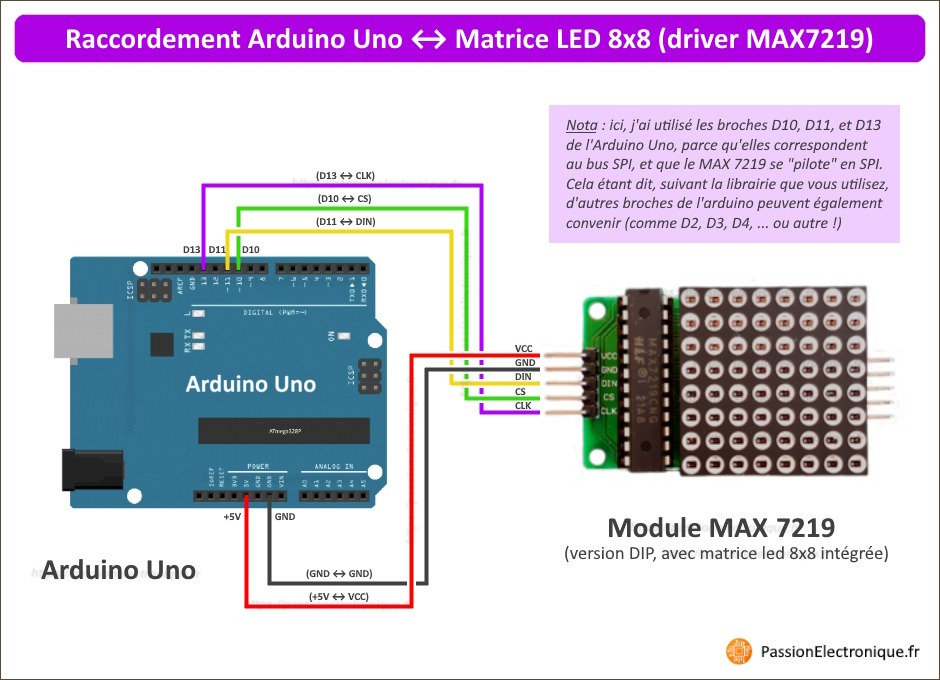 Raccordement Arduino Uno ↔ Matrice LED 8x8 (driver MAX7219)
Nota : ici, j'ai utilisé les broches D10, D11, et D13
de l'Arduino Uno, parce qu'elles correspondent
au bus SPI, et que le MAX 7219 se "pilote" en SPI.
Cela étant dit, suivant la librairie que vous utilisez,
d'autres broches de l'arduino peuvent également
convenir (comme D2, D3, D4, ... ou autre !)
(D13 ↔ CLK)
(D10 ↔ CS)
(D11 ↔ DIN)
D13 D11 D10
AREF GND 13 12 ~11 ~10 ~9 8 7 ~6 ~5 4 ~3 2 TXD▶1 RXD◀0
ICSP
DIGITAL (PWM=~)
L
TX
RX
ON
ICSP
Arduino Uno
ATmega328P
POWER
ANALOG IN
IOREF RESET 3V3 5V GND GND VIN A0 A1 A2 A3 A4 A5
+5V GND
VCC
GND
DIN
CS
CLK
VCC
GND
DIN
CS
CLK
MAX7219CNG
Module MAX 7219
(version DIP, avec matrice led 8x8 intégrée)
Arduino Uno
(GND ↔ GND)
(+5V ↔ VCC)
PassionElectronique.fr